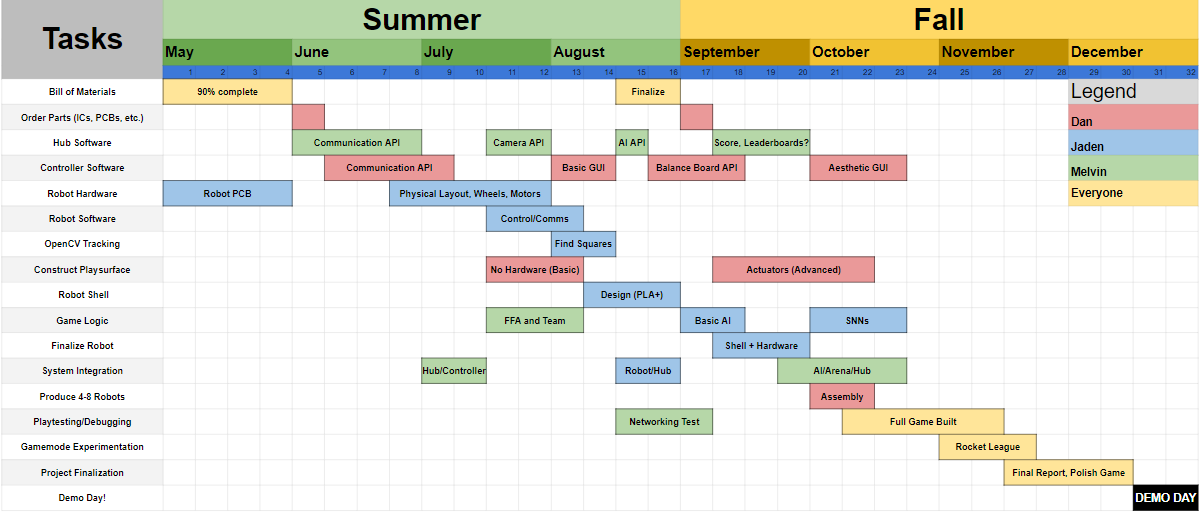 Tasks
Summer Fall
May June July August September October November December
1 2 3 4 5 6 7 8 9 10 11 12 13 14 15 16 17 18 19 20 21 22 23 24 25 26 27 28 29 30 31 32
Bill of Materials 90% complete Finalize Legend
Order Parts (ICs, PCBs, etc.) Dan
Hub Software Communication API Camera API AI API Score, Leaderboards? Jaden
Controller Software Communication API Basic GUI Balance Board API Aesthetic GUI Melvin
Robot Hardware Robot PCB Physical Layout, Wheels, Motors Everyone
Robot Software Control/Comms
OpenCV Tracking Find Squares
Construct Playsurface No Hardware (Basic) Actuators (Advanced)
Robot Shell Design (PLA+)
Game Logic FFA and Team Basic AI SNNs
Finalize Robot Shell + Hardware
System Integration Hub/Controller Robot/Hub AI/Arena/Hub
Produce 4-8 Robots Assembly
Playtesting/Debugging Networking Test Full Game Built
Gamemode Experimentation Rocket League
Project Finalization Final Report, Polish Game
Demo Day! DEMO DAY